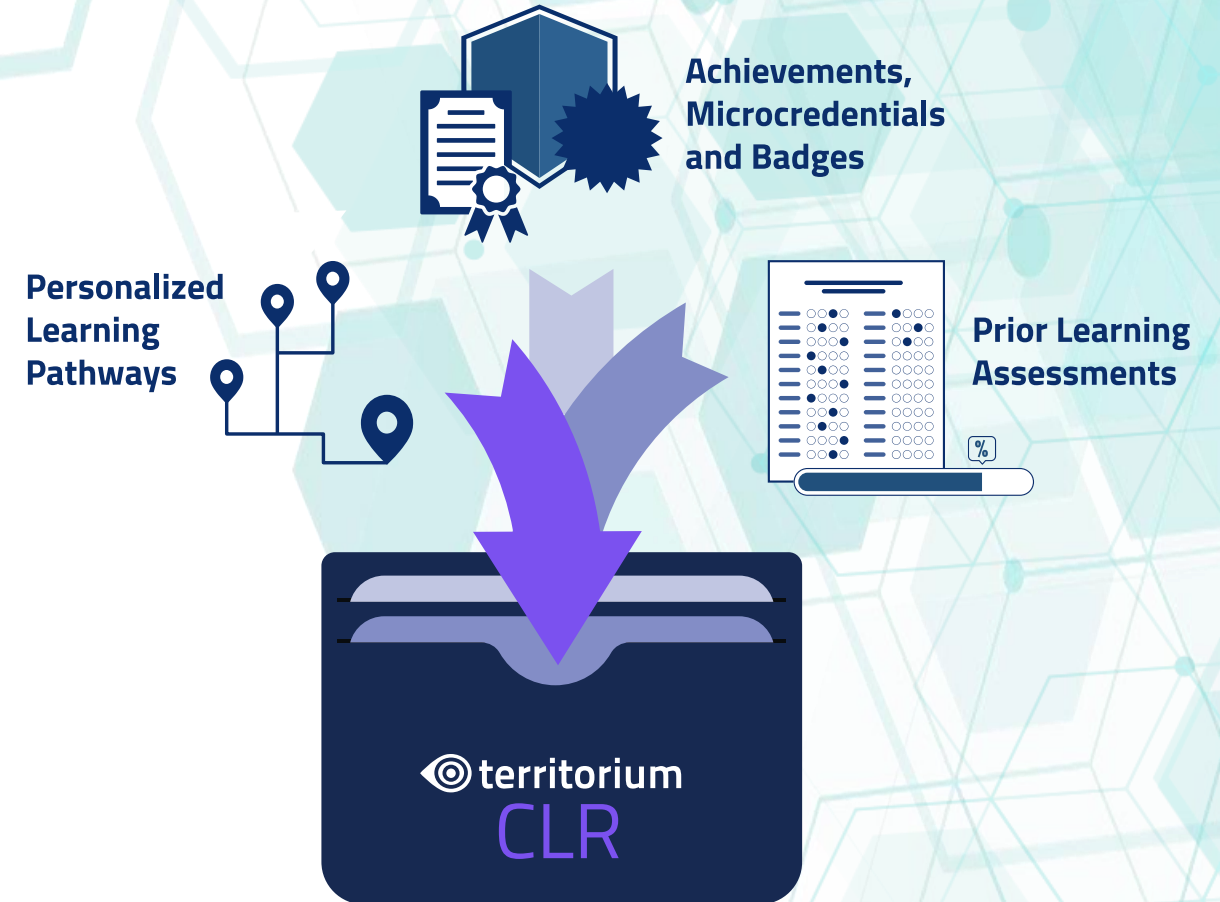 Achievements,
Microcredentials
and Badges
Personalized
Learning
Pathways
Prior Learning
Assessments
%
territorium
CLR